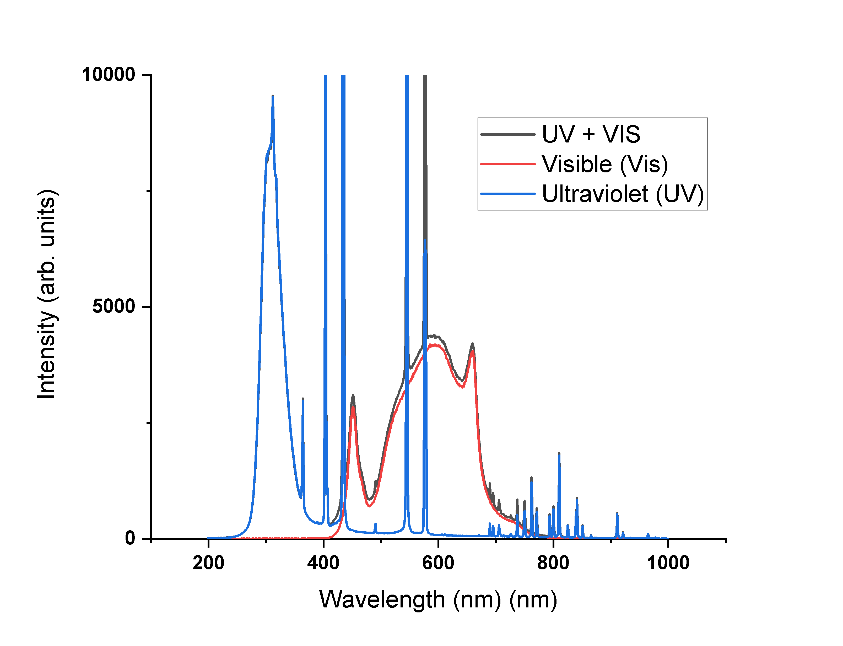 10000
5000
0
Intensity (arb. units)
UV + VIS
Visible (Vis)
Ultraviolet (UV)
200 400 600 800 1000
Wavelength (nm) (nm)